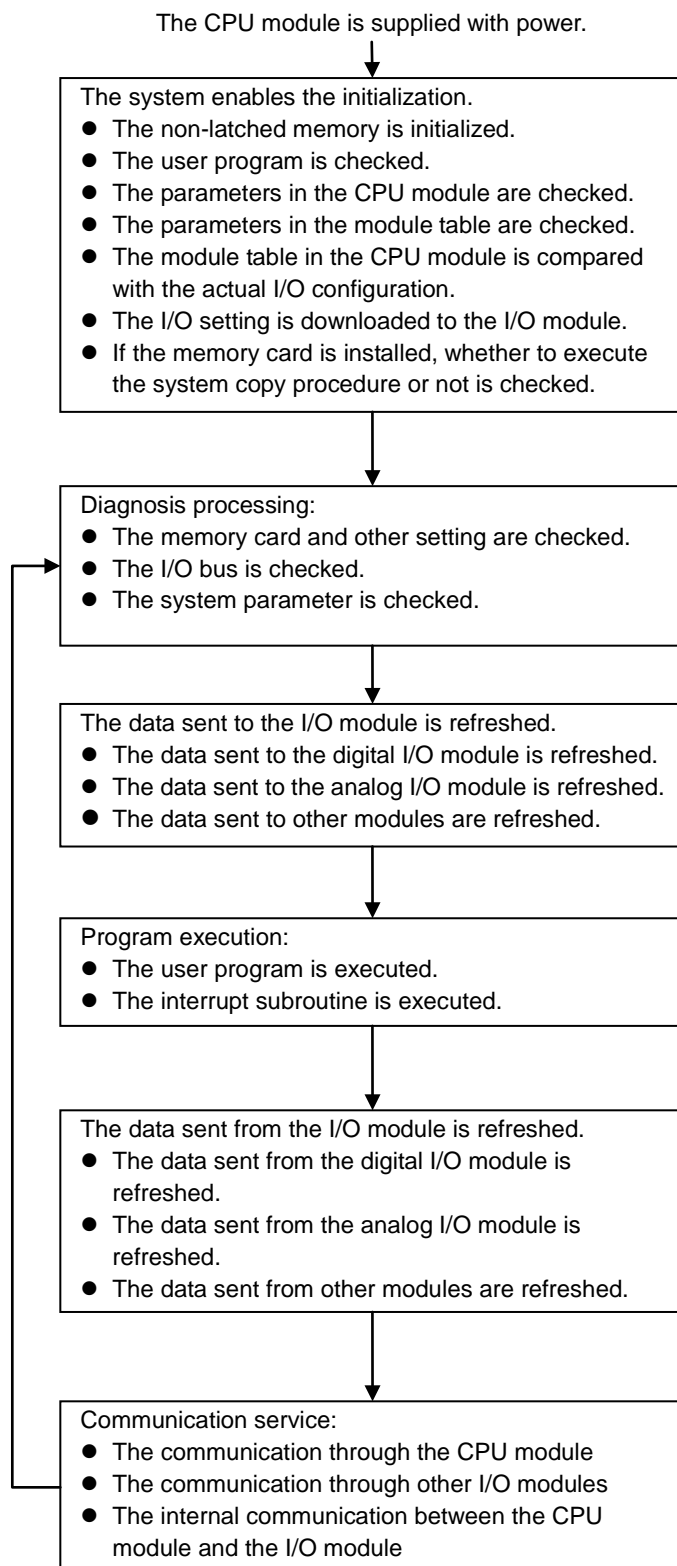 The CPU module is supplied with power.
The system enables the initialization.
● The non-latched memory is initialized.
● The user program is checked.
● The parameters in the CPU module are checked.
● The parameters in the module table are checked.
● The module table in the CPU module is compared
with the actual I/O configuration.
● The I/O setting is downloaded to the I/O module.
● If the memory card is installed, whether to execute
the system copy procedure or not is checked.
Diagnosis processing:
● The memory card and other setting are checked.
● The I/O bus is checked.
● The system parameter is checked.
The data sent to the I/O module is refreshed.
● The data sent to the digital I/O module is refreshed.
● The data sent to the analog I/O module is refreshed.
● The data sent to other modules are refreshed.
Program execution:
● The user program is executed.
● The interrupt subroutine is executed.
The data sent from the I/O module is refreshed.
● The data sent from the digital I/O module is
refreshed.
● The data sent from the analog I/O module is
refreshed.
● The data sent from other modules are refreshed.
Communication service:
● The communication through the CPU module
● The communication through other I/O modules
● The internal communication between the CPU
module and the I/O module